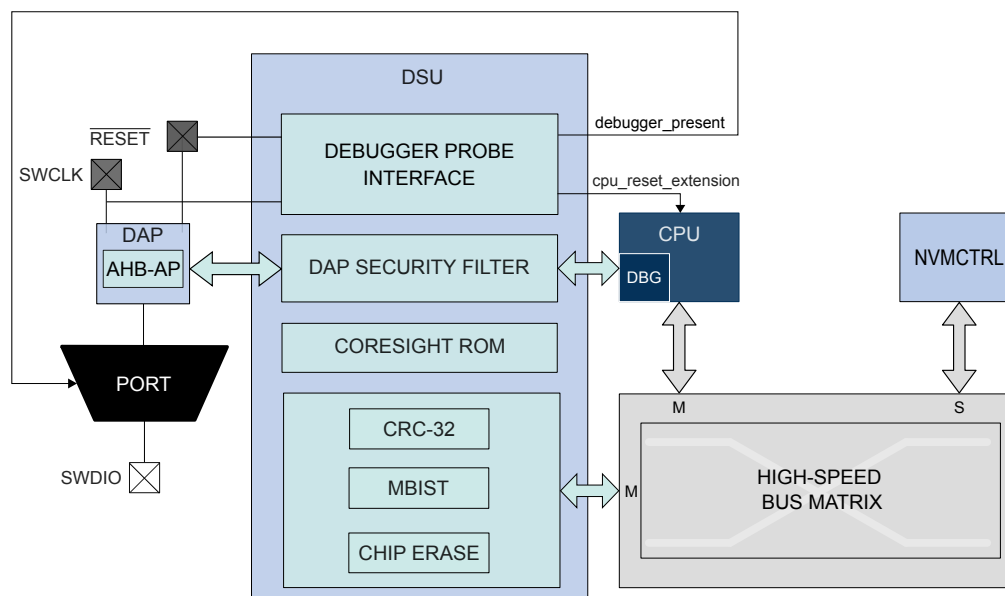 DSU
debugger_present
RESET
DEBUGGER PROBE
INTERFACE
SWCLK
cpu_reset_extension
DAP
CPU
AHB-AP
DAP SECURITY FILTER
DBG
NVMCTRL
CORESIGHT ROM
PORT
M
S
CRC-32
SWDIO
MBIST
M
HIGH-SPEED
BUS MATRIX
CHIP ERASE